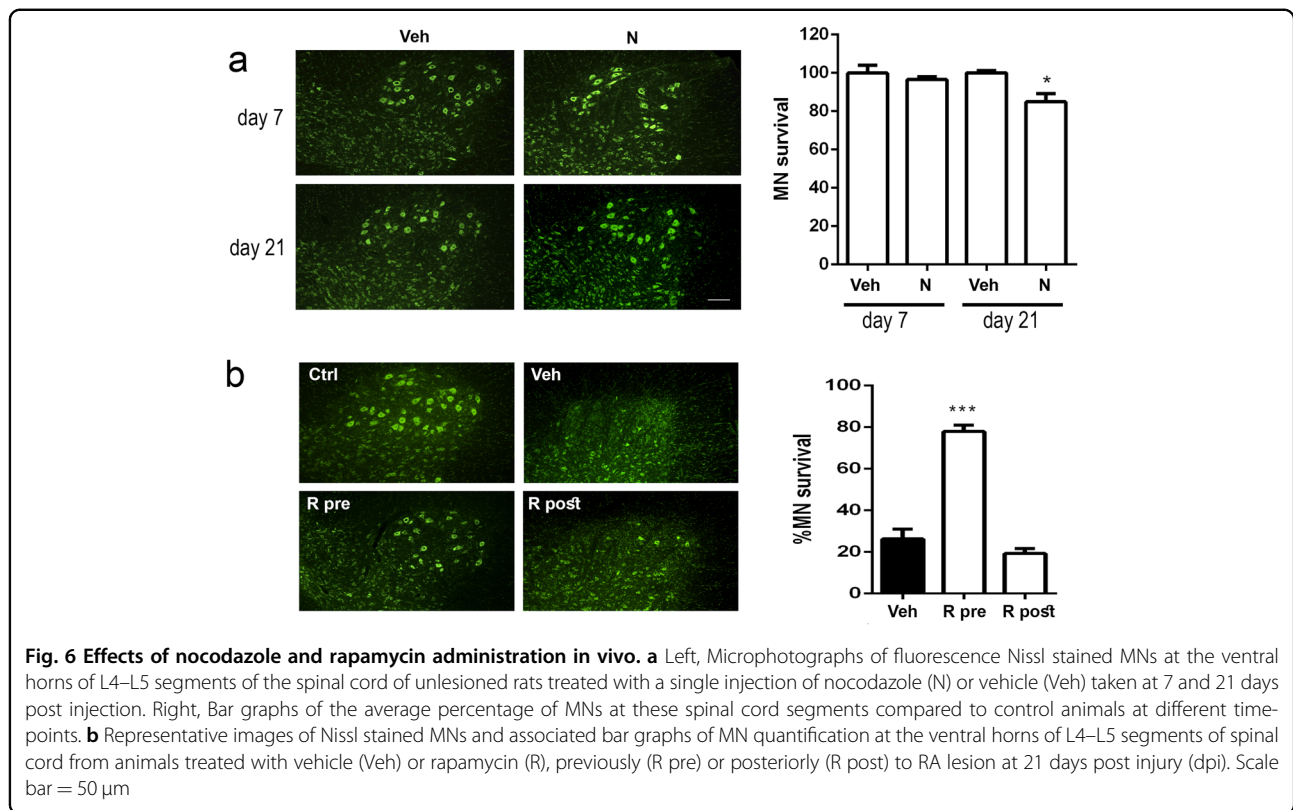 Veh N
a
day 7
day 21
MN survival
120
100
80
60
40
20
0
*
Veh N Veh N
day 7 day 21
b
Ctrl Veh
R pre R post
%MN survival
100
80
60
40
20
0
***
Veh R pre R post
Fig. 6 Effects of nocodazole and rapamycin administration in vivo. a Left, Microphotographs of fluorescence Nissl stained MNs at the ventral
horns of L4–L5 segments of the spinal cord of unlesioned rats treated with a single injection of nocodazole (N) or vehicle (Veh) taken at 7 and 21 days
post injection. Right, Bar graphs of the average percentage of MNs at these spinal cord segments compared to control animals at different time-
points. b Representative images of Nissl stained MNs and associated bar graphs of MN quantification at the ventral horns of L4–L5 segments of spinal
cord from animals treated with vehicle (Veh) or rapamycin (R), previously (R pre) or posteriorly (R post) to RA lesion at 21 days post injury (dpi). Scale
bar = 50 μm